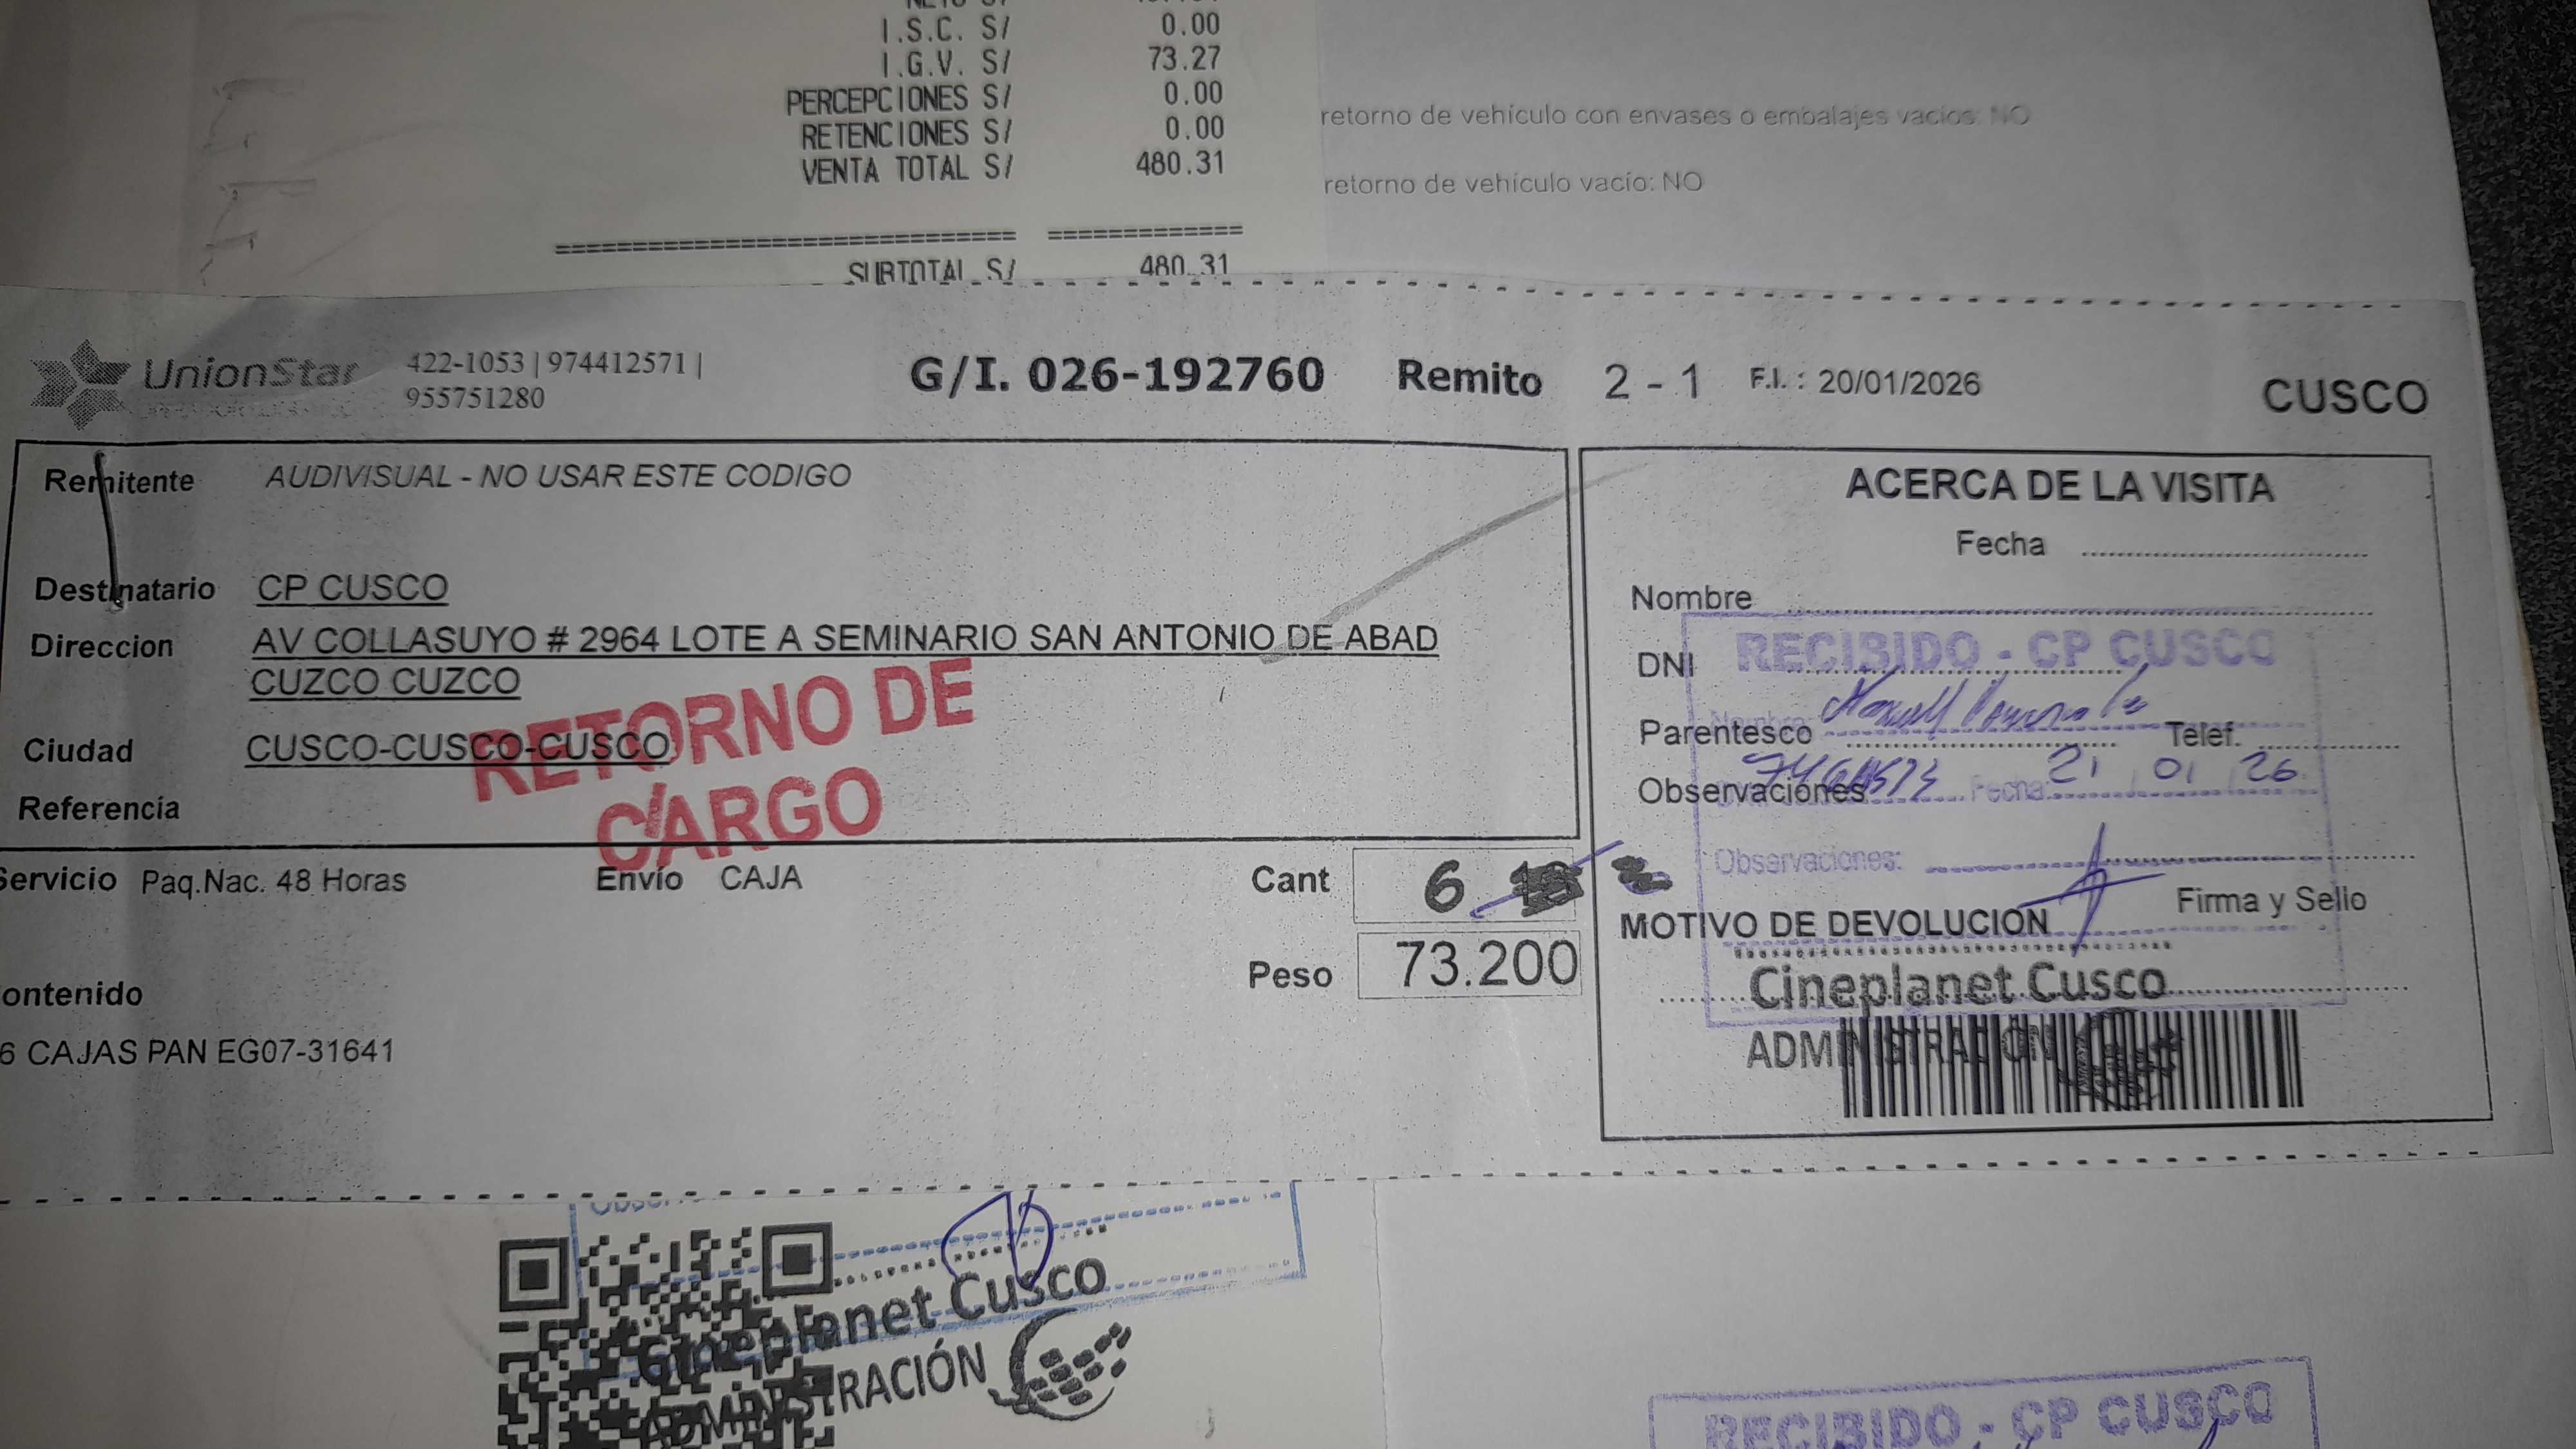 I.S.C. S/ 0.00
I.G.V. S/ 73.27
PERCEPCIONES S/ 0.00
RETENCIONES S/ 0.00
VENTA TOTAL S/ 480.31
SUBTOTAL S/ 480.31
retorno de vehículo con envases o embalajes vacíos: NO
retorno de vehículo vacío: NO
UnionStar
422-1053 | 974412571 |
955751280
G/I. 026-192760 Remito 2 - 1 F.I. : 20/01/2026 CUSCO
Remitente AUDIVISUAL - NO USAR ESTE CODIGO
Destinatario CP CUSCO
Direccion AV COLLASUYO # 2964 LOTE A SEMINARIO SAN ANTONIO DE ABAD
CUZCO CUZCO
Ciudad CUSCO-CUSCO-CUSCO
Referencia
RETORNO DE
CARGO
Servicio Paq.Nac. 48 Horas Envío CAJA
Cant 6
Peso 73.200
ontenido
6 CAJAS PAN EG07-31641
ACERCA DE LA VISITA
Fecha
Nombre
DNI
Parentesco Telef.
Observaciones
Firma y Sello
MOTIVO DE DEVOLUCION
RECIBIDO - CP CUSCO
Nombre:
Fecha: 21 01 26
Observaciones:
Cineplanet Cusco
ADMINISTRACIÓN
Cineplanet Cusco
ADMINISTRACIÓN
RECIBIDO - CP CUSCO